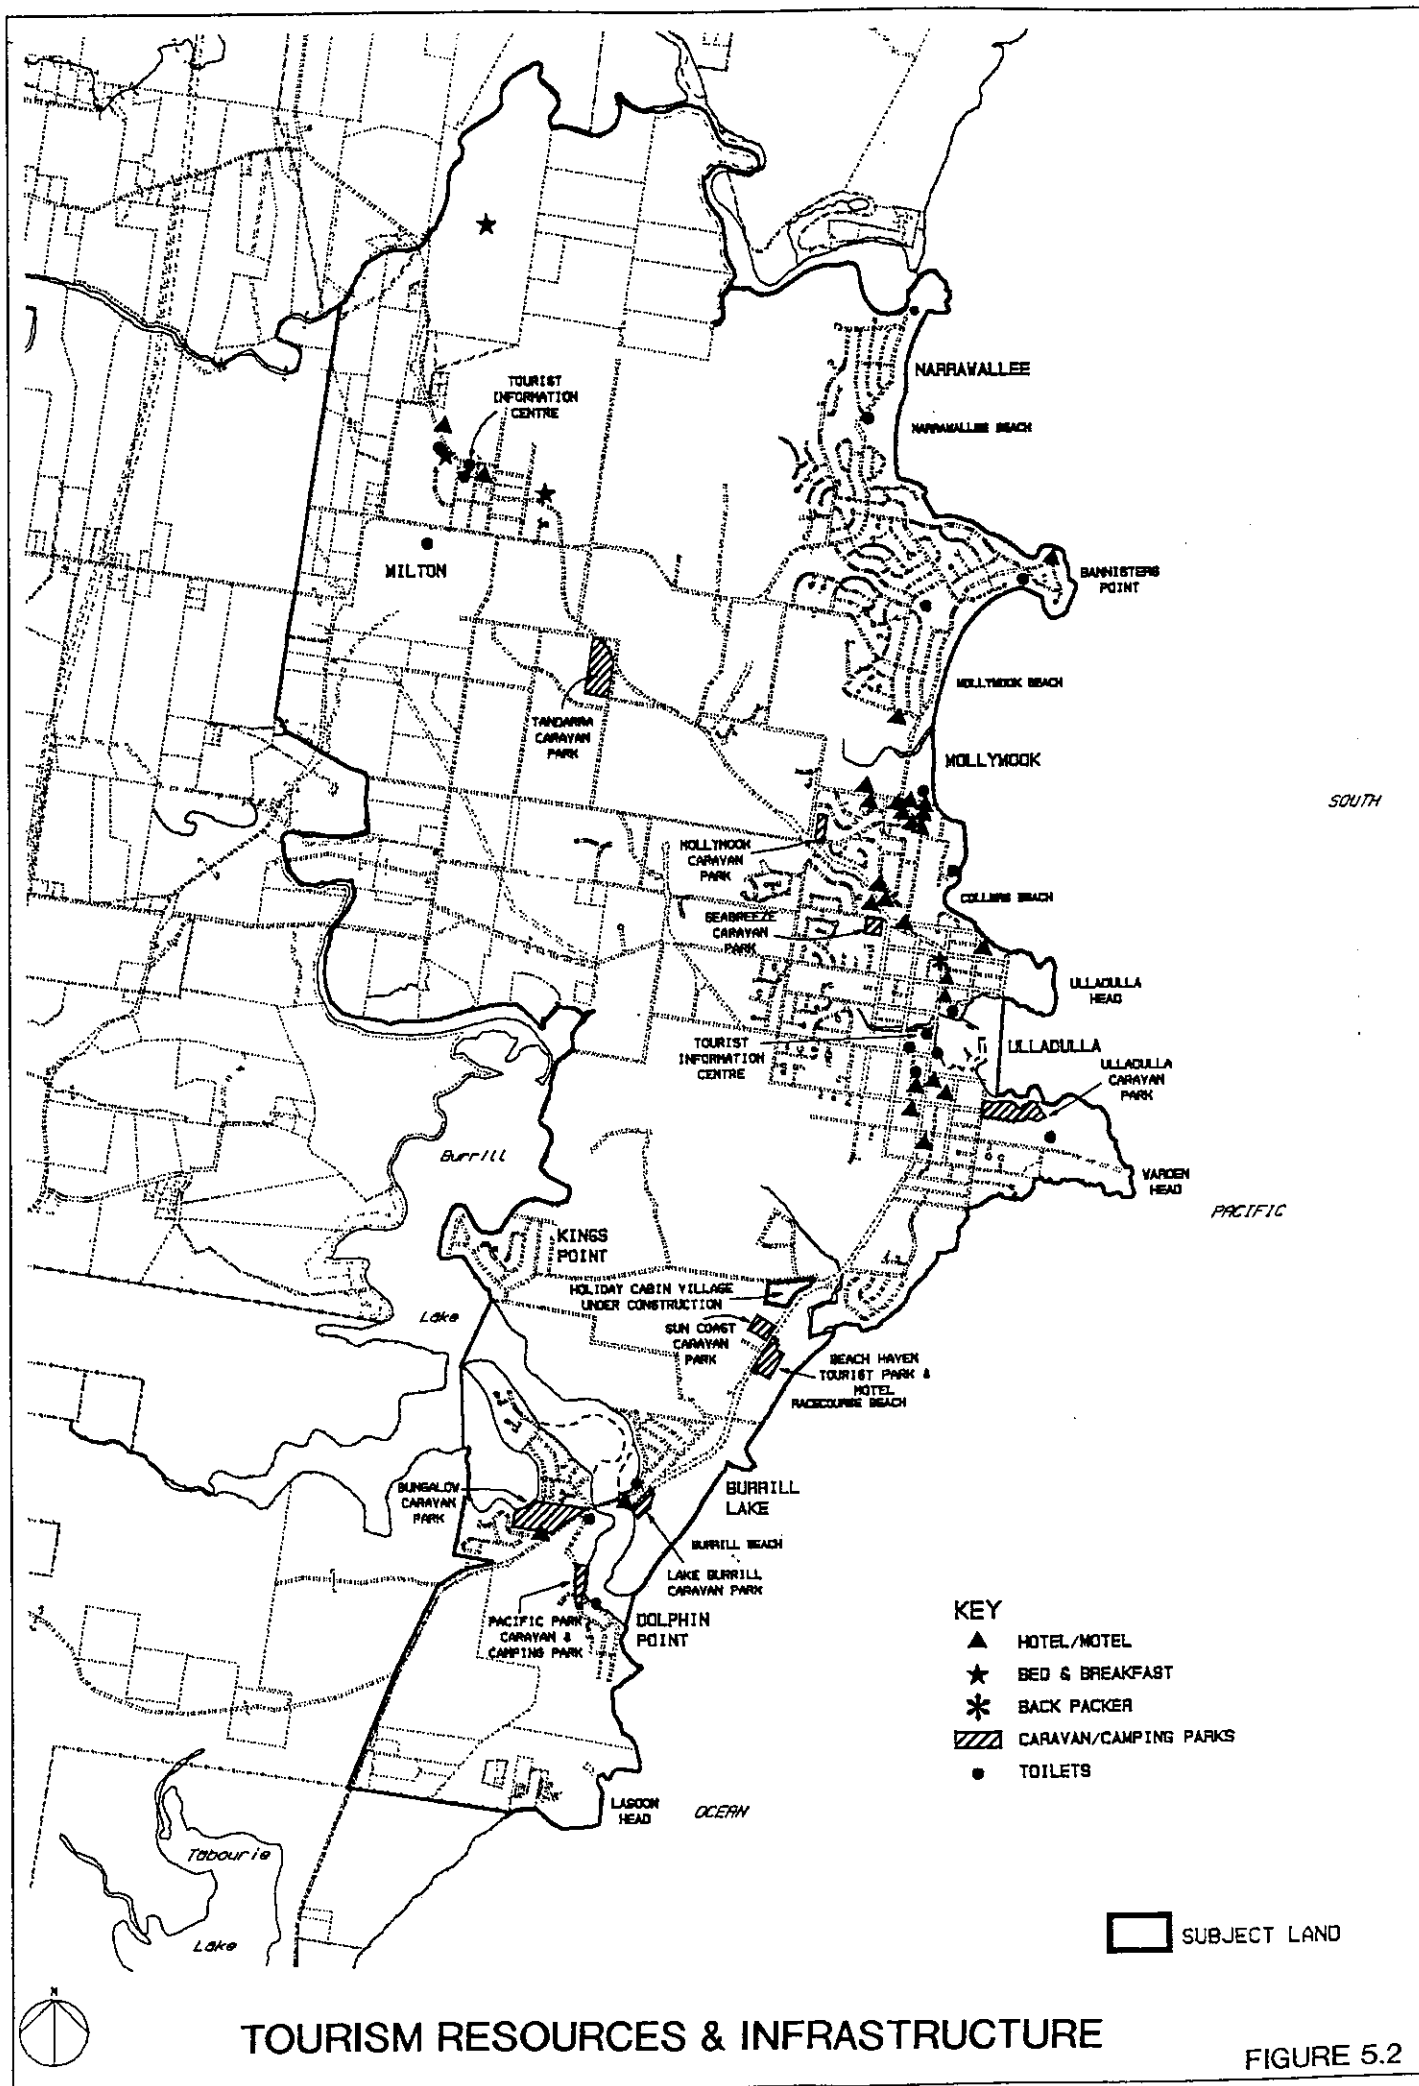 NARRAWALLEE
TOURIST
INFORMATION
CENTRE
NARRAWALLEE BEACH
MILTON
BANNISTERS
POINT
MOLLYMOOK BEACH
TANDARRA
CARAVAN
PARK
MOLLYMOOK
SOUTH
MOLLYMOOK
CARAVAN
PARK
COLLERS BEACH
SEABREEZE
CARAVAN
PARK
ULLADULLA
HEAD
TOURIST
INFORMATION
CENTRE
ULLADULLA
ULLADULLA
CARAVAN
PARK
Burrill
WARDEN
HEAD
PACIFIC
KINGS
POINT
HOLIDAY CABIN VILLAGE
UNDER CONSTRUCTION
Lake
SUN COAST
CARAVAN
PARK
BEACH HAVEN
TOURIST PARK &
MOTEL
RACECOURSE BEACH
BUNGALOW
CARAVAN
PARK
BURRILL
LAKE
BURRILL BEACH
LAKE BURRILL
CARAVAN PARK
PACIFIC PARK
CARAVAN &
CAMPING PARK
DOLPHIN
POINT
KEY
HOTEL/MOTEL
BED & BREAKFAST
BACK PACKER
CARAVAN/CAMPING PARKS
TOILETS
LAGOON
HEAD
OCEAN
Tabourie
Lake
SUBJECT LAND
N
TOURISM RESOURCES & INFRASTRUCTURE
FIGURE 5.2